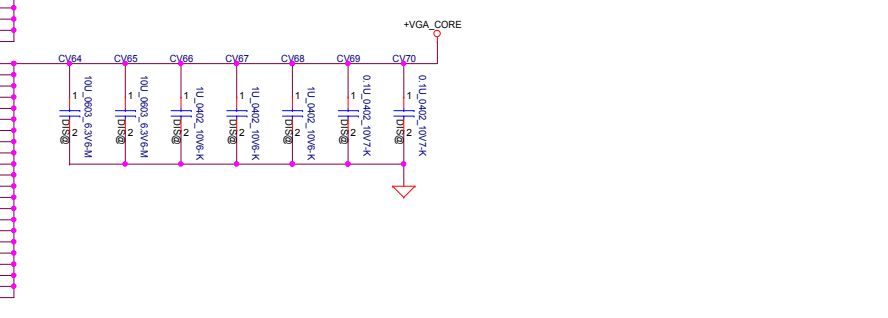 +VGA_CORE
CV64
CV65
CV66
CV67
CV68
CV69
CV70
1
10U_0603_6.3V6-M
DIS@
2
1
10U_0603_6.3V6-M
DIS@
2
1
1U_0402_10V6-K
DIS@
2
1
1U_0402_10V6-K
DIS@
2
1
1U_0402_10V6-K
DIS@
2
1
0.1U_0402_10V7-K
DIS@
2
1
0.1U_0402_10V7-K
DIS@
2